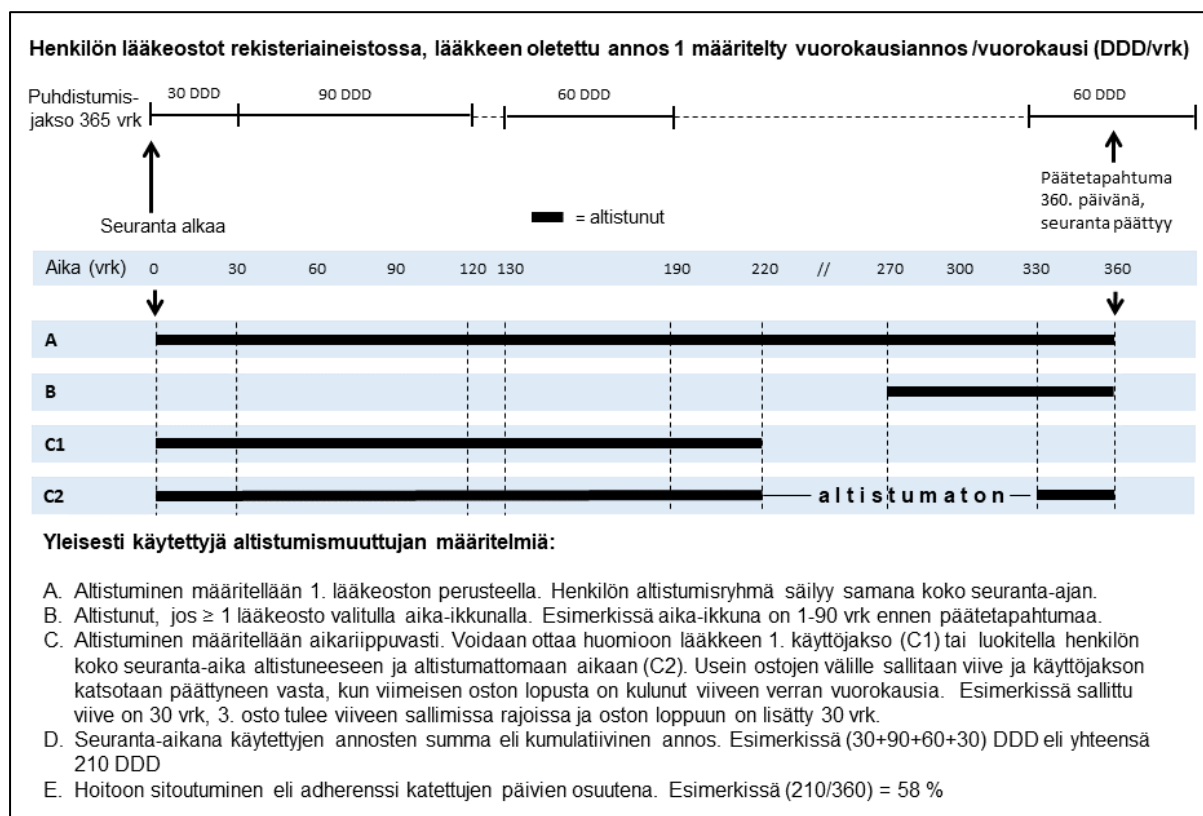 Henkilön lääkeostot rekisteriaineistossa, lääkkeen oletettu annos 1 määritelty vuorokausiannos /vuorokausi (DDD/vrk)
Puhdistumis-
jakso 365 vrk
30 DDD
90 DDD
60 DDD
60 DDD
Seuranta alkaa
= altistunut
Päätetapahtuma
360. päivänä,
seuranta päättyy
Aika (vrk) 0 30 60 90 120 130 190 220 // 270 300 330 360
A
B
C1
C2 altistumaton
Yleisesti käytettyjä altistumismuuttujan määritelmiä:
A. Altistuminen määritellään 1. lääkeoston perusteella. Henkilön altistumisryhmä säilyy samana koko seuranta-ajan.
B. Altistunut, jos ≥ 1 lääkeosto valitulla aika-ikkunalla. Esimerkissä aika-ikkuna on 1-90 vrk ennen päätetapahtumaa.
C. Altistuminen määritellään aikariippuvasti. Voidaan ottaa huomioon lääkkeen 1. käyttöjakso (C1) tai luokitella henkilön
koko seuranta-aika altistuneeseen ja altistumattomaan aikaan (C2). Usein ostojen välille sallitaan viive ja käyttöjakson
katsotaan päättyneen vasta, kun viimeisen oston lopusta on kulunut viiveen verran vuorokausia. Esimerkissä sallittu
viive on 30 vrk, 3. osto tulee viiveen sallimissa rajoissa ja oston loppuun on lisätty 30 vrk.
D. Seuranta-aikana käytettyjen annosten summa eli kumulatiivinen annos. Esimerkissä (30+90+60+30) DDD eli yhteensä
210 DDD
E. Hoitoon sitoutuminen eli adherenssi katettujen päivien osuutena. Esimerkissä (210/360) = 58 %